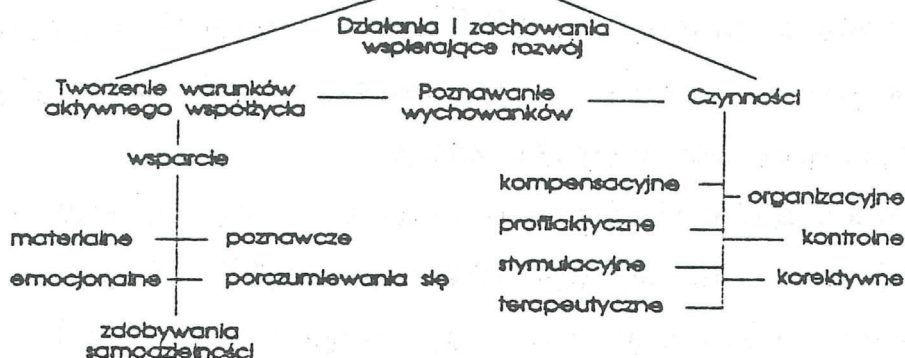 Działania i zachowania
wspierające rozwój
Tworzenie warunków
aktywnego współżycia
Poznawanie
wychowanków
Czynności
wsparcie
materialne
poznawcze
emocjonalne
porozumiewania się
zdobywania
samodzielności
kompensacyjne
organizacyjne
profilaktyczne
kontrolne
stymulacyjne
korektywne
terapeutyczne